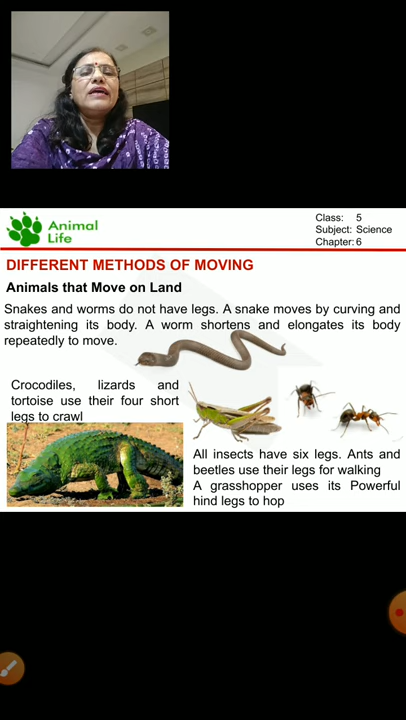 Animal
Life
Class: 5
Subject: Science
Chapter: 6
DIFFERENT METHODS OF MOVING
Animals that Move on Land
Snakes and worms do not have legs. A snake moves by curving and
straightening its body. A worm shortens and elongates its body
repeatedly to move.
Crocodiles, lizards and
tortoise use their four short
legs to crawl
All insects have six legs. Ants and
beetles use their legs for walking
A grasshopper uses its Powerful
hind legs to hop